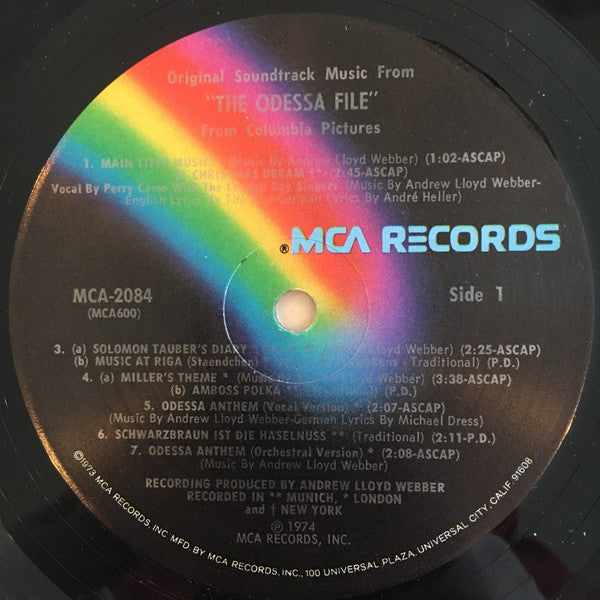 Original Soundtrack Music From
"THE ODESSA FILE"
From Columbia Pictures
1. MAIN TITLE MUSIC * (Music By Andrew Lloyd Webber) (1:02-ASCAP)
2. CHRISTMAS DREAM †* (2:45-ASCAP)
Vocal By Perry Como With The London Boy Singers (Music By Andrew Lloyd Webber-
English Lyrics By Tim German Lyrics By André Heller)
® MCA RECORDS
MCA-2084
(MCA600)
Side 1
3. (a) SOLOMON TAUBER'S DIARY Lloyd Webber) (2:25-ASCAP)
(b) MUSIC AT RIGA (Staendchen) Traditional) (P.D.)
4. (a) MILLER'S THEME * (Music Lloyd Webber) (3:38-ASCAP)
(b) AMBOSS POLKA (P.D.)
5. ODESSA ANTHEM (Vocal Version) * (2:07-ASCAP)
(Music By Andrew Lloyd Webber-German Lyrics By Michael Dress)
6. SCHWARZBRAUN IST DIE HASELNUSS ** (Traditional) (2:11-P.D.)
7. ODESSA ANTHEM (Orchestral Version) * (2:08-ASCAP)
(Music By Andrew Lloyd Webber)
RECORDING PRODUCED BY ANDREW LLOYD WEBBER
RECORDED IN ** MUNICH, * LONDON
and † NEW YORK
℗ 1974
MCA RECORDS, INC.
©1973 MCA RECORDS, INC MFD. BY MCA RECORDS, INC., 100 UNIVERSAL PLAZA, UNIVERSAL CITY, CALIF. 91608